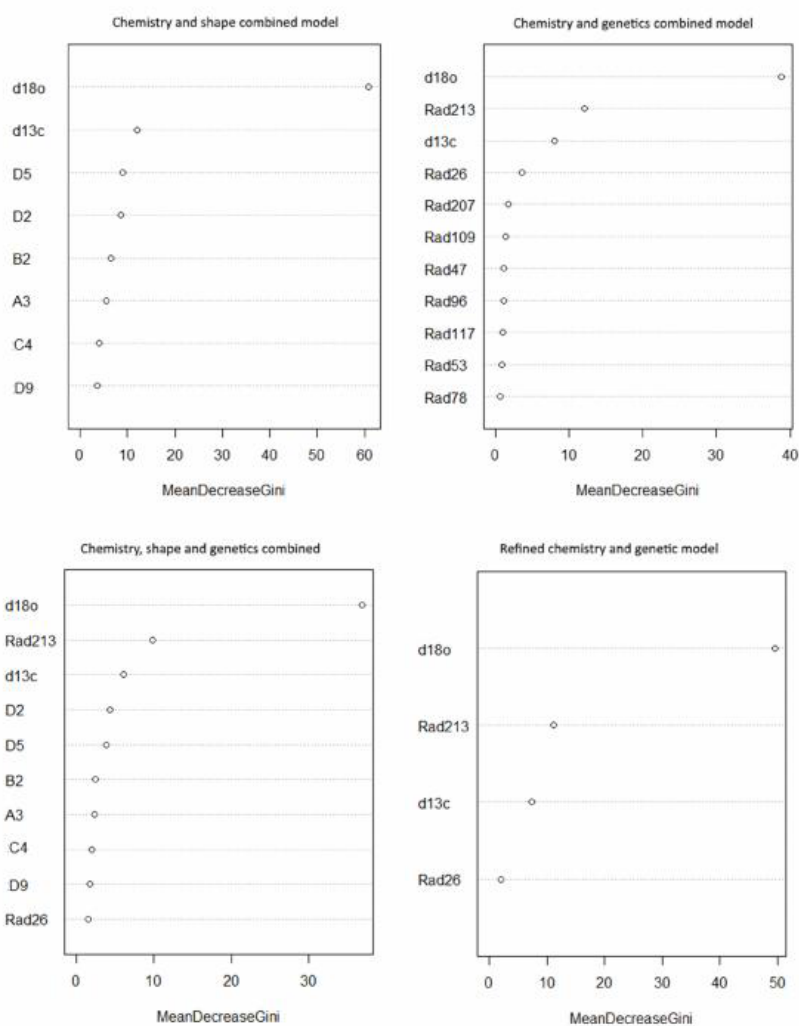 Chemistry and shape combined model
d18o
d13c
D5
D2
B2
A3
C4
D9
0 10 20 30 40 50 60
MeanDecreaseGini
Chemistry and genetics combined model
d18o
Rad213
d13c
Rad26
Rad207
Rad109
Rad47
Rad96
Rad117
Rad53
Rad78
0 10 20 30 40
MeanDecreaseGini
Chemistry, shape and genetics combined
d18o
Rad213
d13c
D2
D5
B2
A3
C4
D9
Rad26
0 10 20 30
MeanDecreaseGini
Refined chemistry and genetic model
d18o
Rad213
d13c
Rad26
0 10 20 30 40 50
MeanDecreaseGini